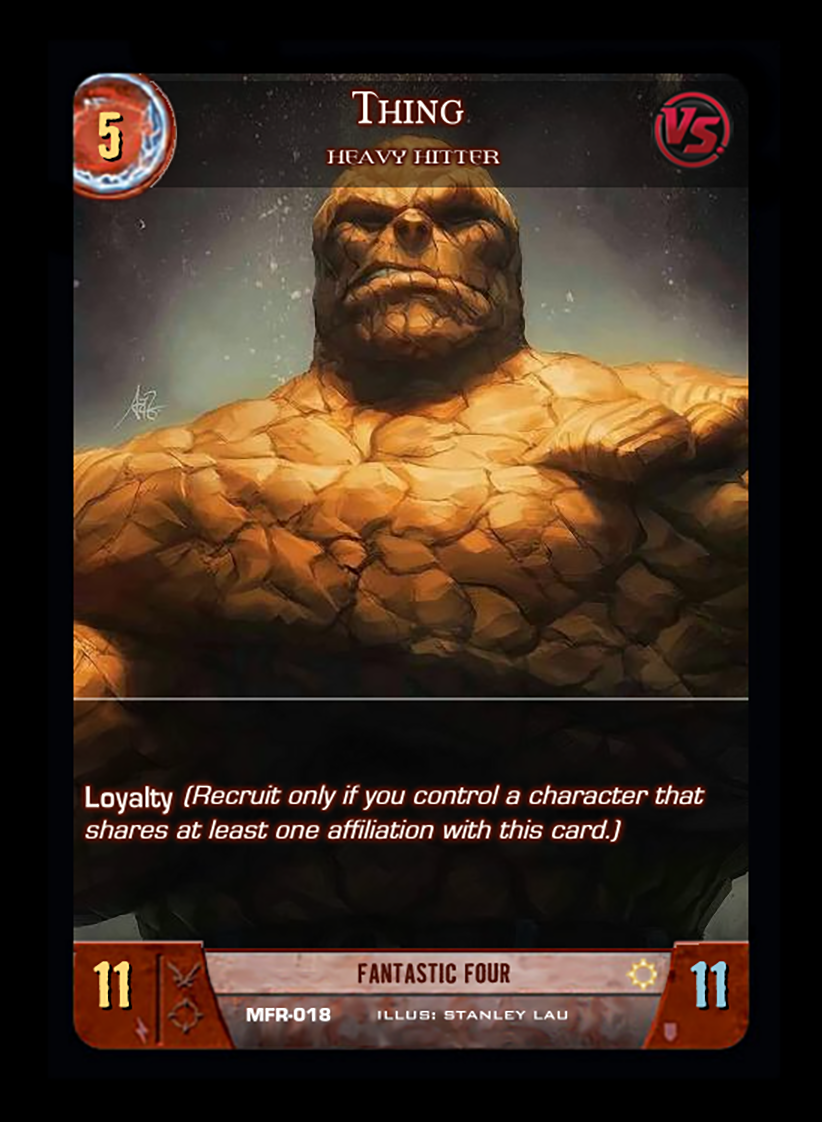 5
THING
VS.
HEAVY HITTER
Loyalty (Recruit only if you control a character that
shares at least one affiliation with this card.)
11
FANTASTIC FOUR
11
MFR-018 ILLUS: STANLEY LAU